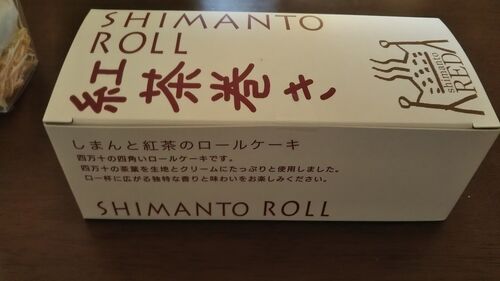 SHIMANTO
ROLL
紅茶巻き
shimanto
RED
しまんと紅茶のロールケーキ
四万十の四角いロールケーキです。
四万十の茶葉を生地とクリームにたっぷりと使用しました。
口一杯に広がる独特な香りと味わいをお楽しみください。
SHIMANTO ROLL